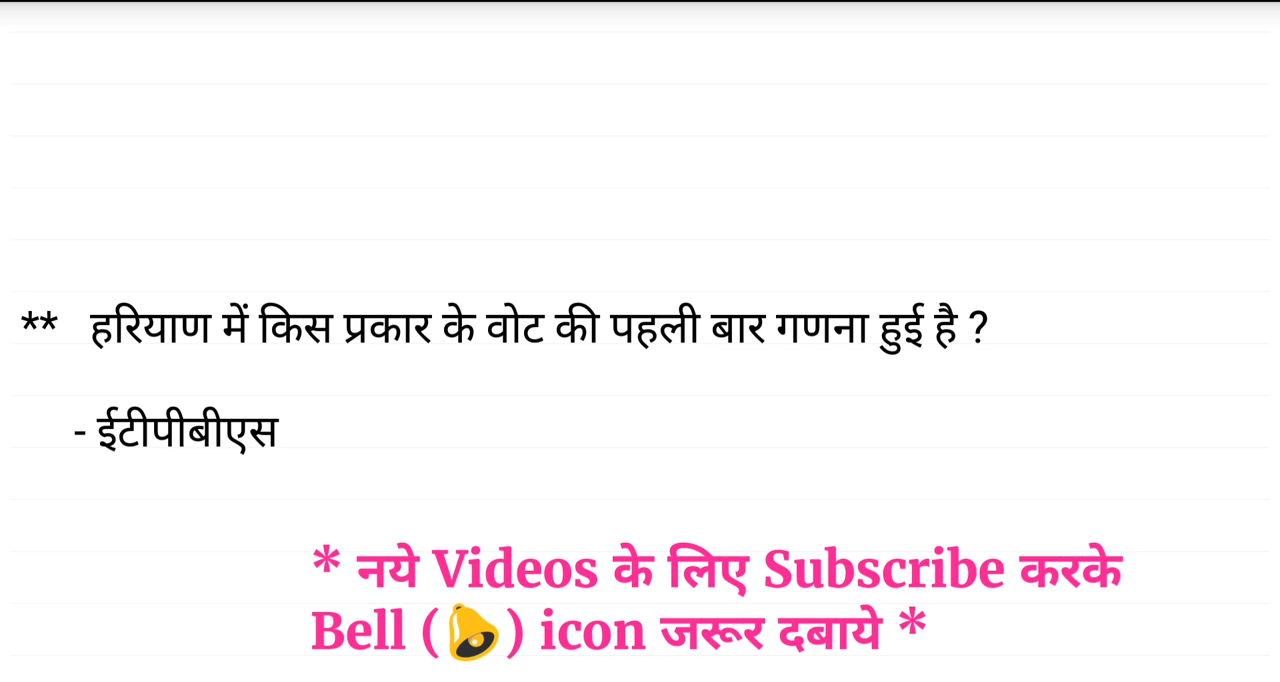 ** हरियाण में किस प्रकार के वोट की पहली बार गणना हुई है ?
- ईटीपीबीएस
* नये Videos के लिए Subscribe करके
Bell (🔔) icon जरूर दबाये *